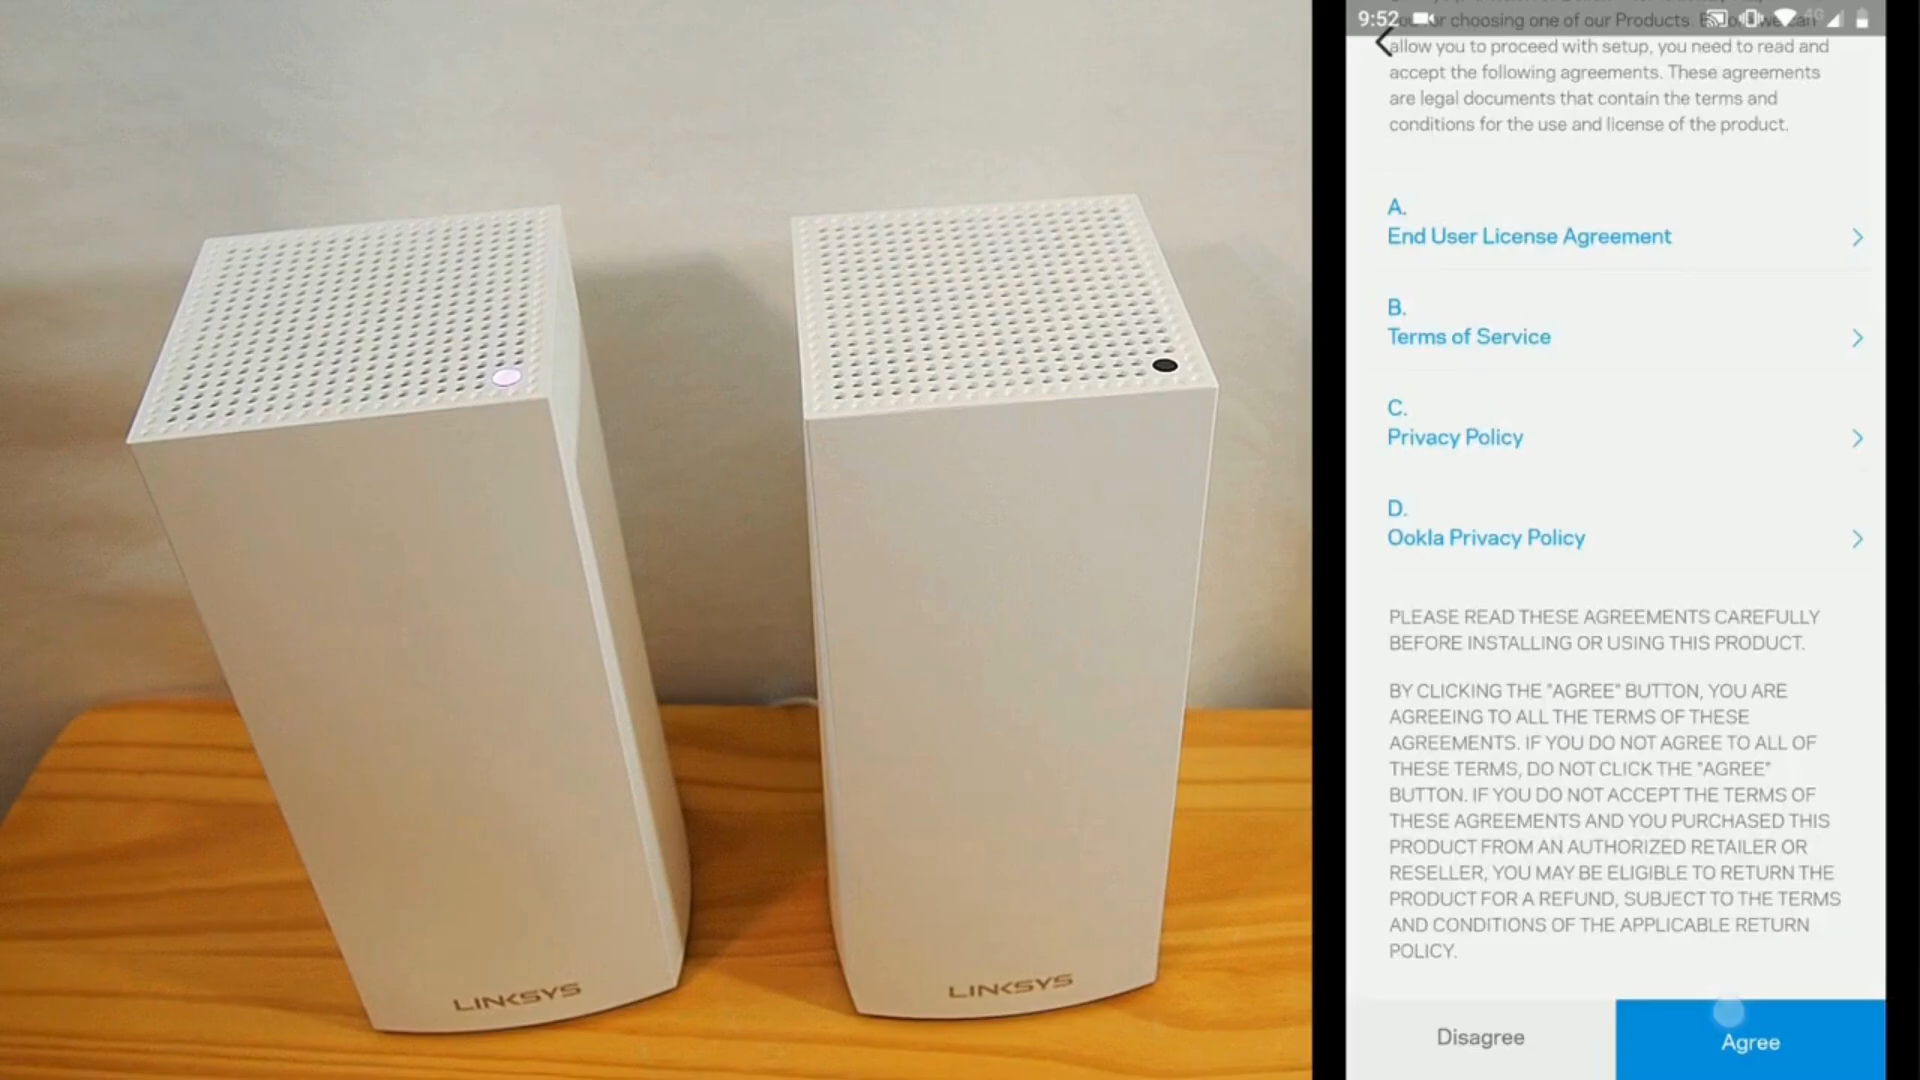 LINKSYS
LINKSYS
9:52
4G
for choosing one of our Products.
allow you to proceed with setup, you need to read and
accept the following agreements. These agreements
are legal documents that contain the terms and
conditions for the use and license of the product.
A.
End User License Agreement
B.
Terms of Service
C.
Privacy Policy
D.
Ookla Privacy Policy
PLEASE READ THESE AGREEMENTS CAREFULLY
BEFORE INSTALLING OR USING THIS PRODUCT.
BY CLICKING THE "AGREE" BUTTON, YOU ARE
AGREEING TO ALL THE TERMS OF THESE
AGREEMENTS. IF YOU DO NOT AGREE TO ALL OF
THESE TERMS, DO NOT CLICK THE "AGREE"
BUTTON. IF YOU DO NOT ACCEPT THE TERMS OF
THESE AGREEMENTS AND YOU PURCHASED THIS
PRODUCT FROM AN AUTHORIZED RETAILER OR
RESELLER, YOU MAY BE ELIGIBLE TO RETURN THE
PRODUCT FOR A REFUND, SUBJECT TO THE TERMS
AND CONDITIONS OF THE APPLICABLE RETURN
POLICY.
Disagree
Agree